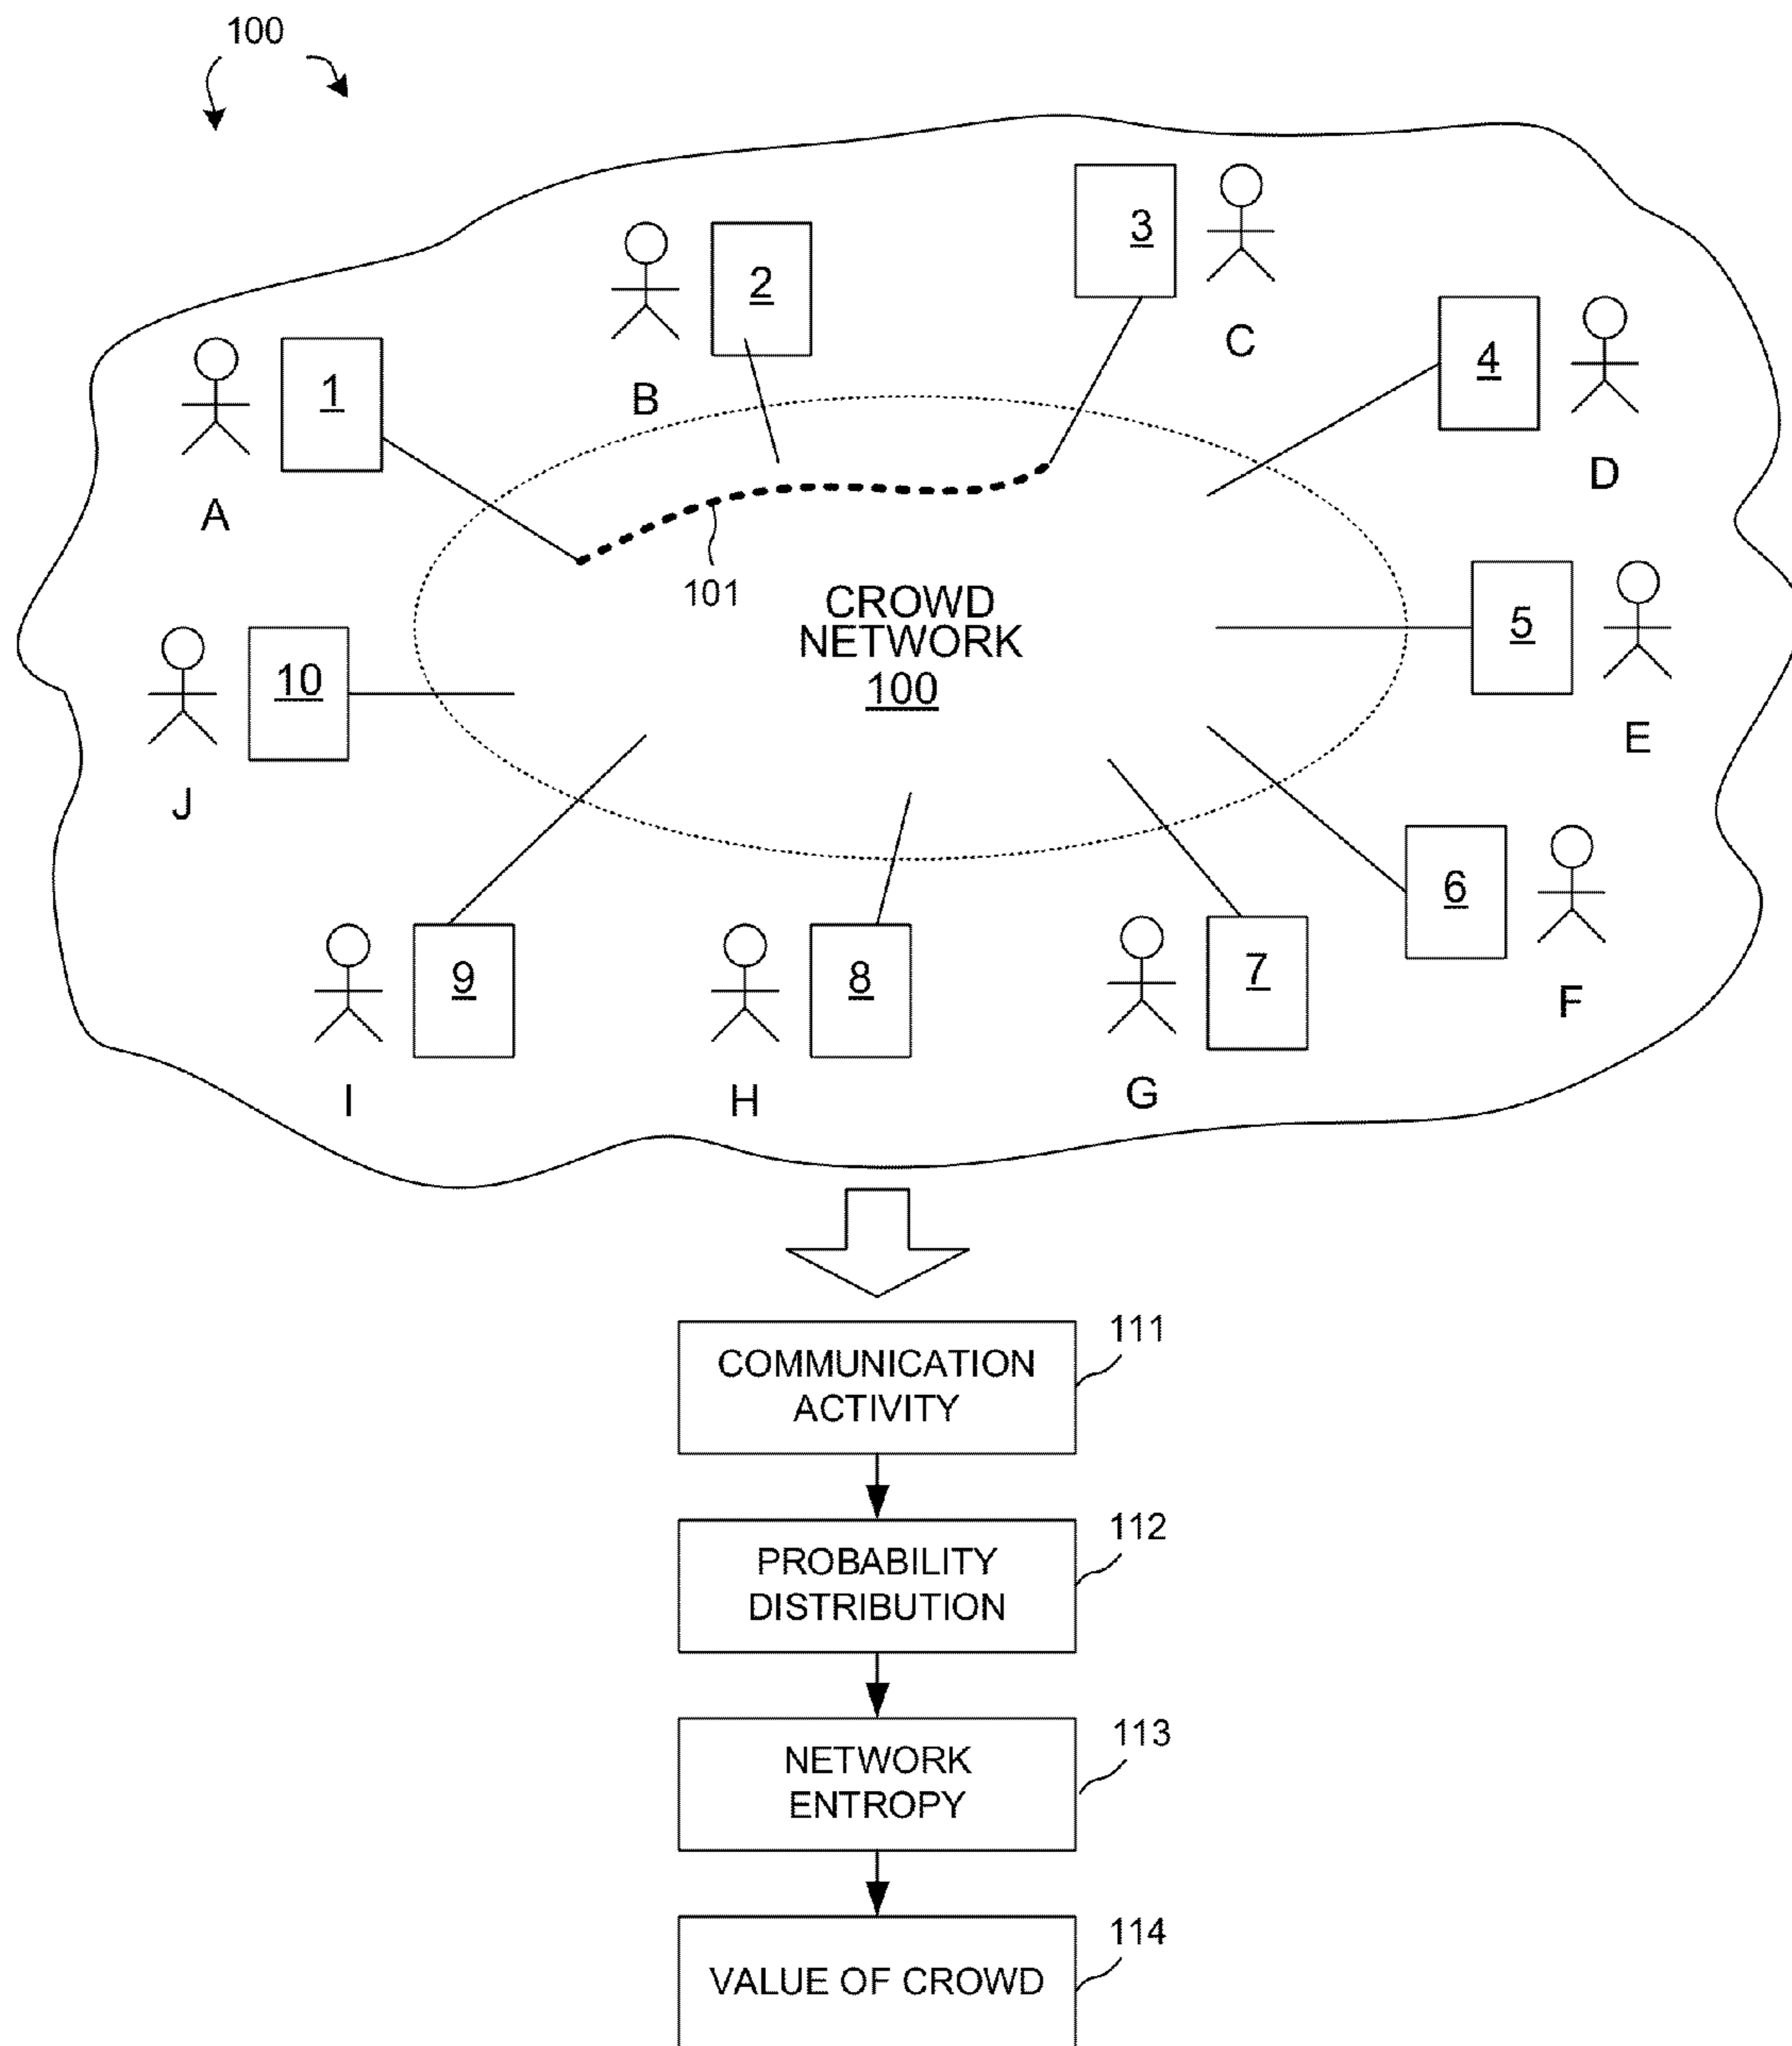 100
3
2
C
4
1
B
D
A
101
CROWD
NETWORK
100
5
10
E
J
6
9
8
7
F
I
H
G
111
COMMUNICATION
ACTIVITY
112
PROBABILITY
DISTRIBUTION
113
NETWORK
ENTROPY
114
VALUE OF CROWD